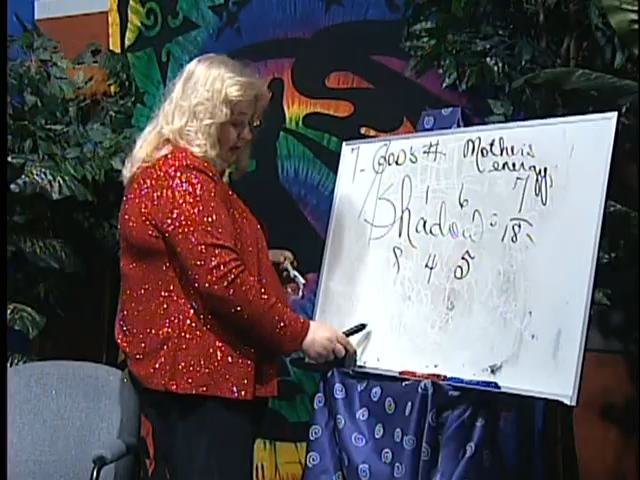 7- God's # Mother's
energy
1 6 7
Shadow = 18
8 4 5